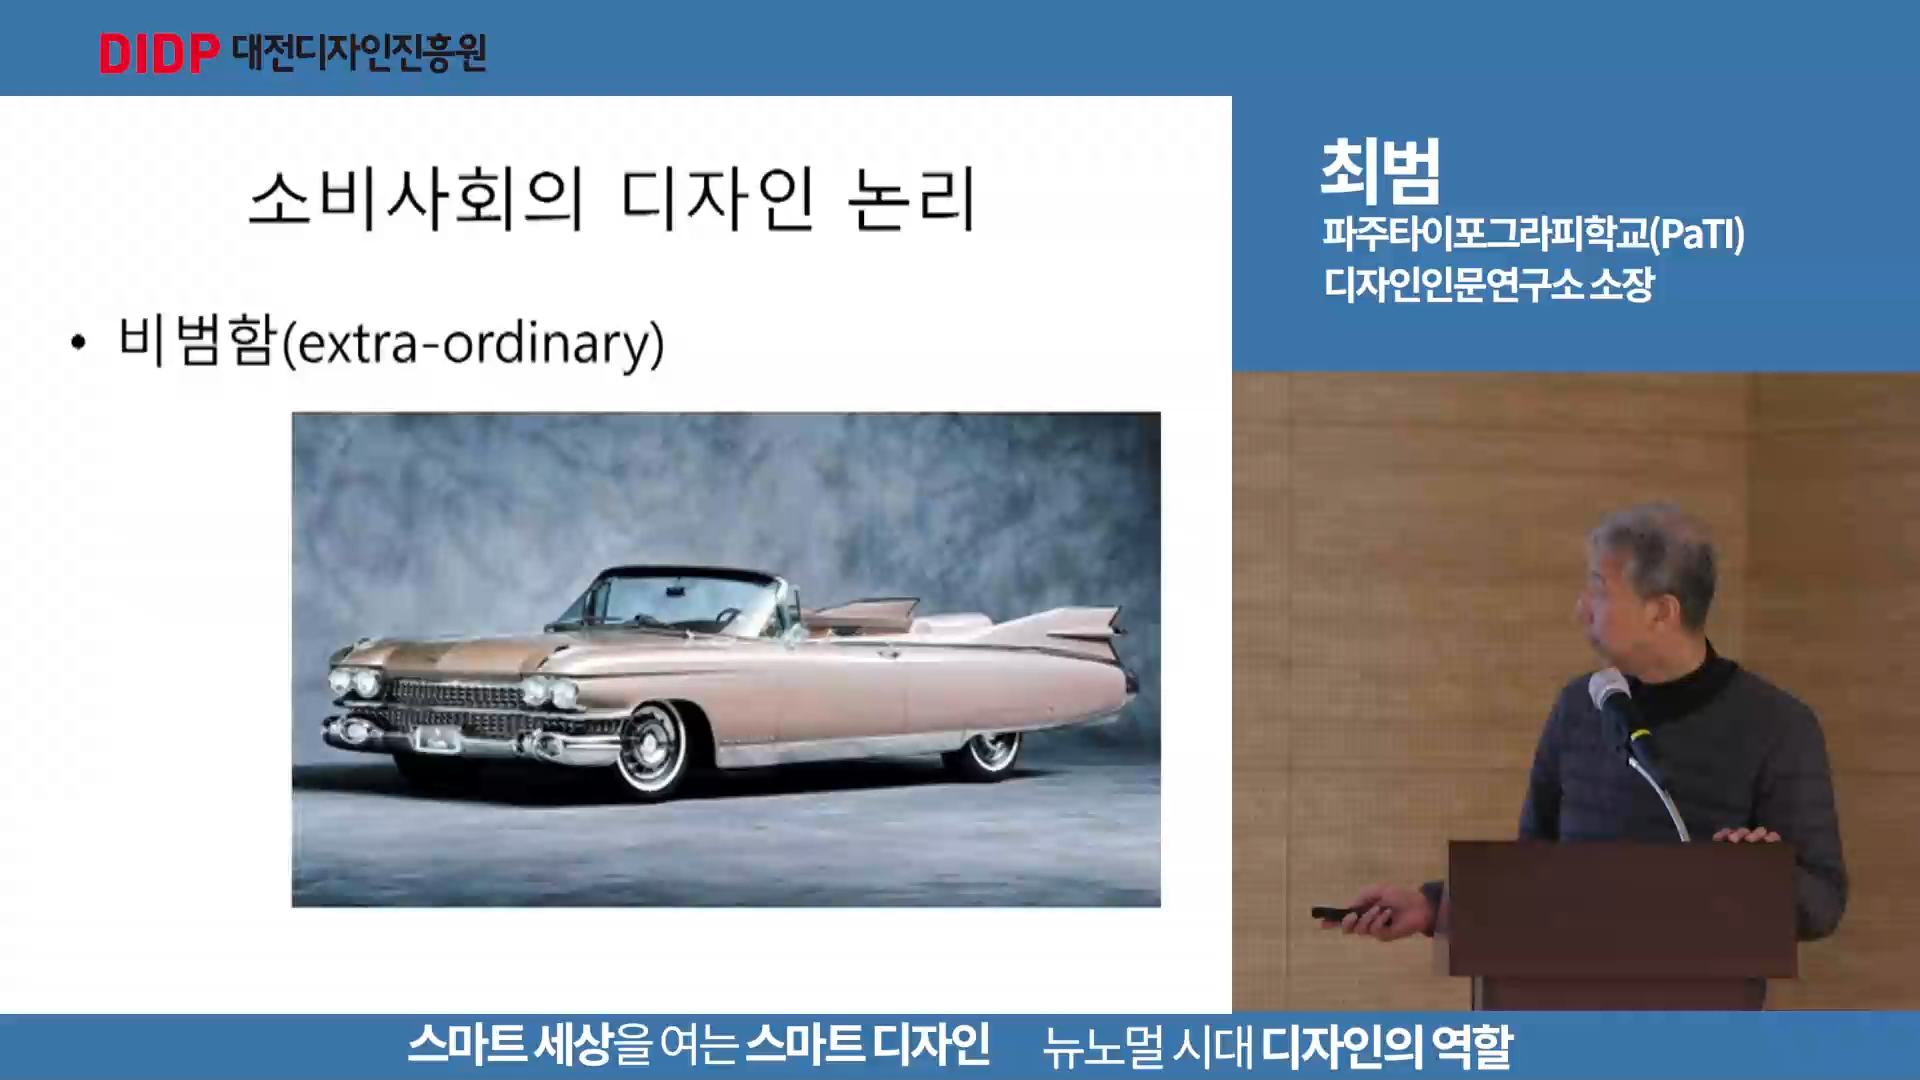 DIDP 대전디자인진흥원
소비사회의 디자인 논리
• 비범함(extra-ordinary)
최범
파주타이포그라피학교(PaTI)
디자인인문연구소 소장
스마트 세상을 여는 스마트 디자인 뉴노멀 시대 디자인의 역할